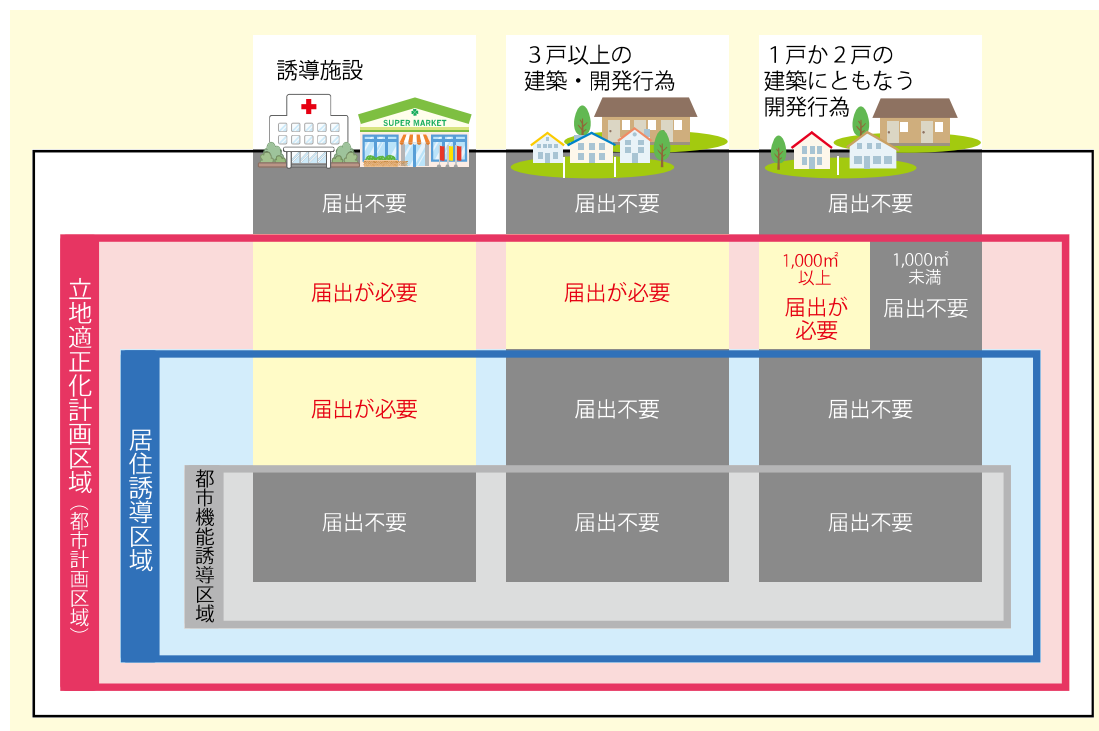 誘導施設
SUPER MARKET
３戸以上の
建築・開発行為
１戸か２戸の
建築にともなう
開発行為
届出不要
届出不要
届出不要
立地適正化計画区域（都市計画区域）
届出が必要
届出が必要
1,000㎡
以上
届出が
必要
1,000㎡
未満
届出不要
居住誘導区域
届出が必要
届出不要
届出不要
都市機能誘導区域
届出不要
届出不要
届出不要